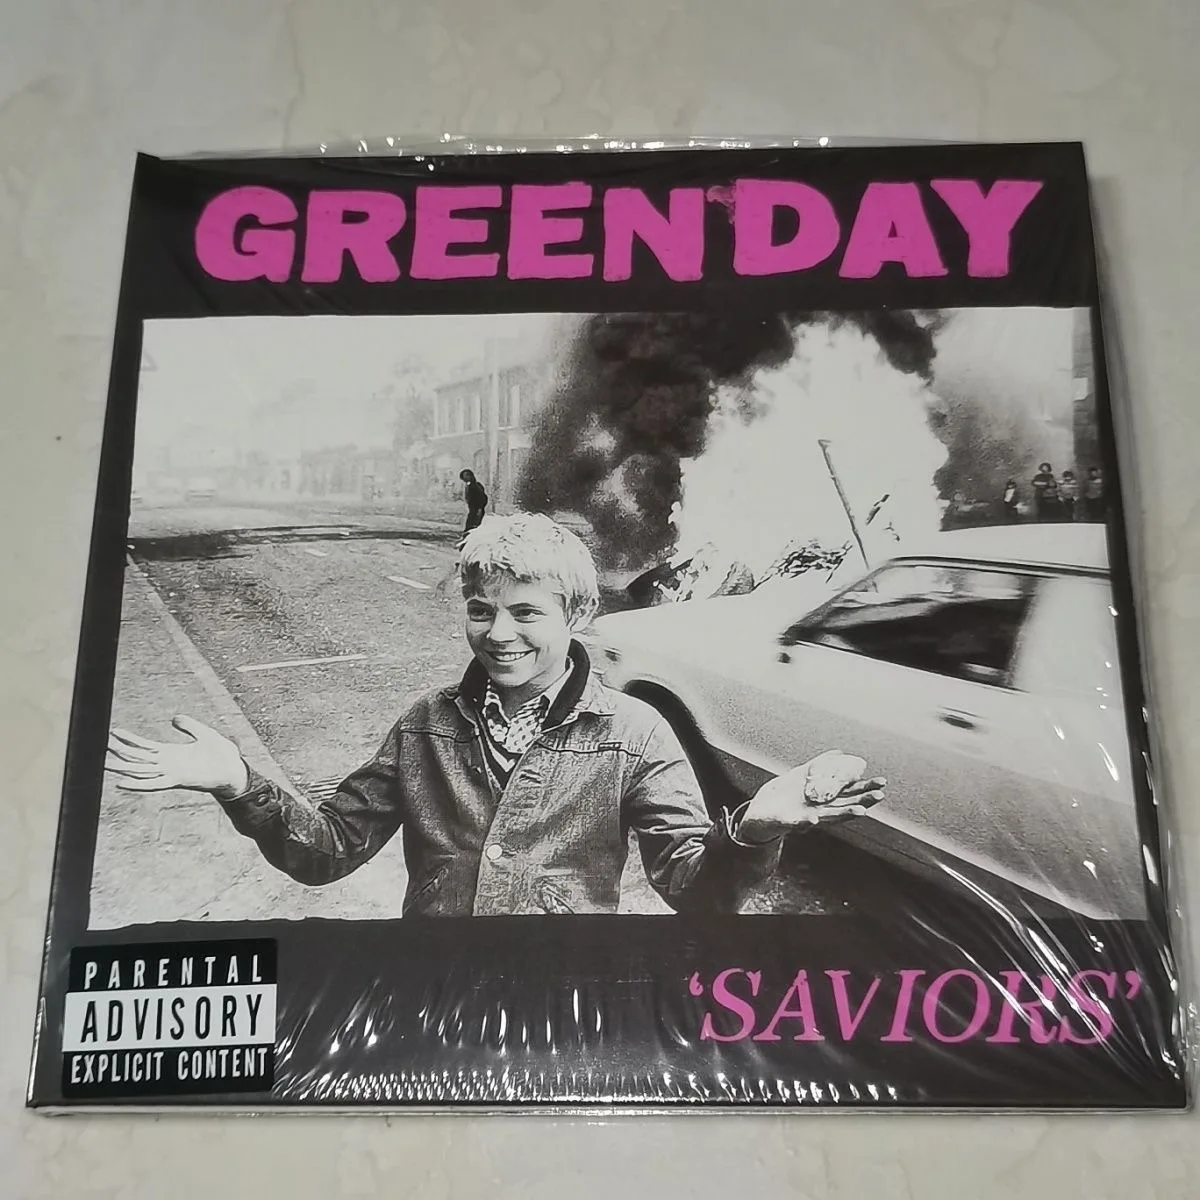 GREEN DAY
PARENTAL
ADVISORY
EXPLICIT CONTENT
‘SAVIORS’